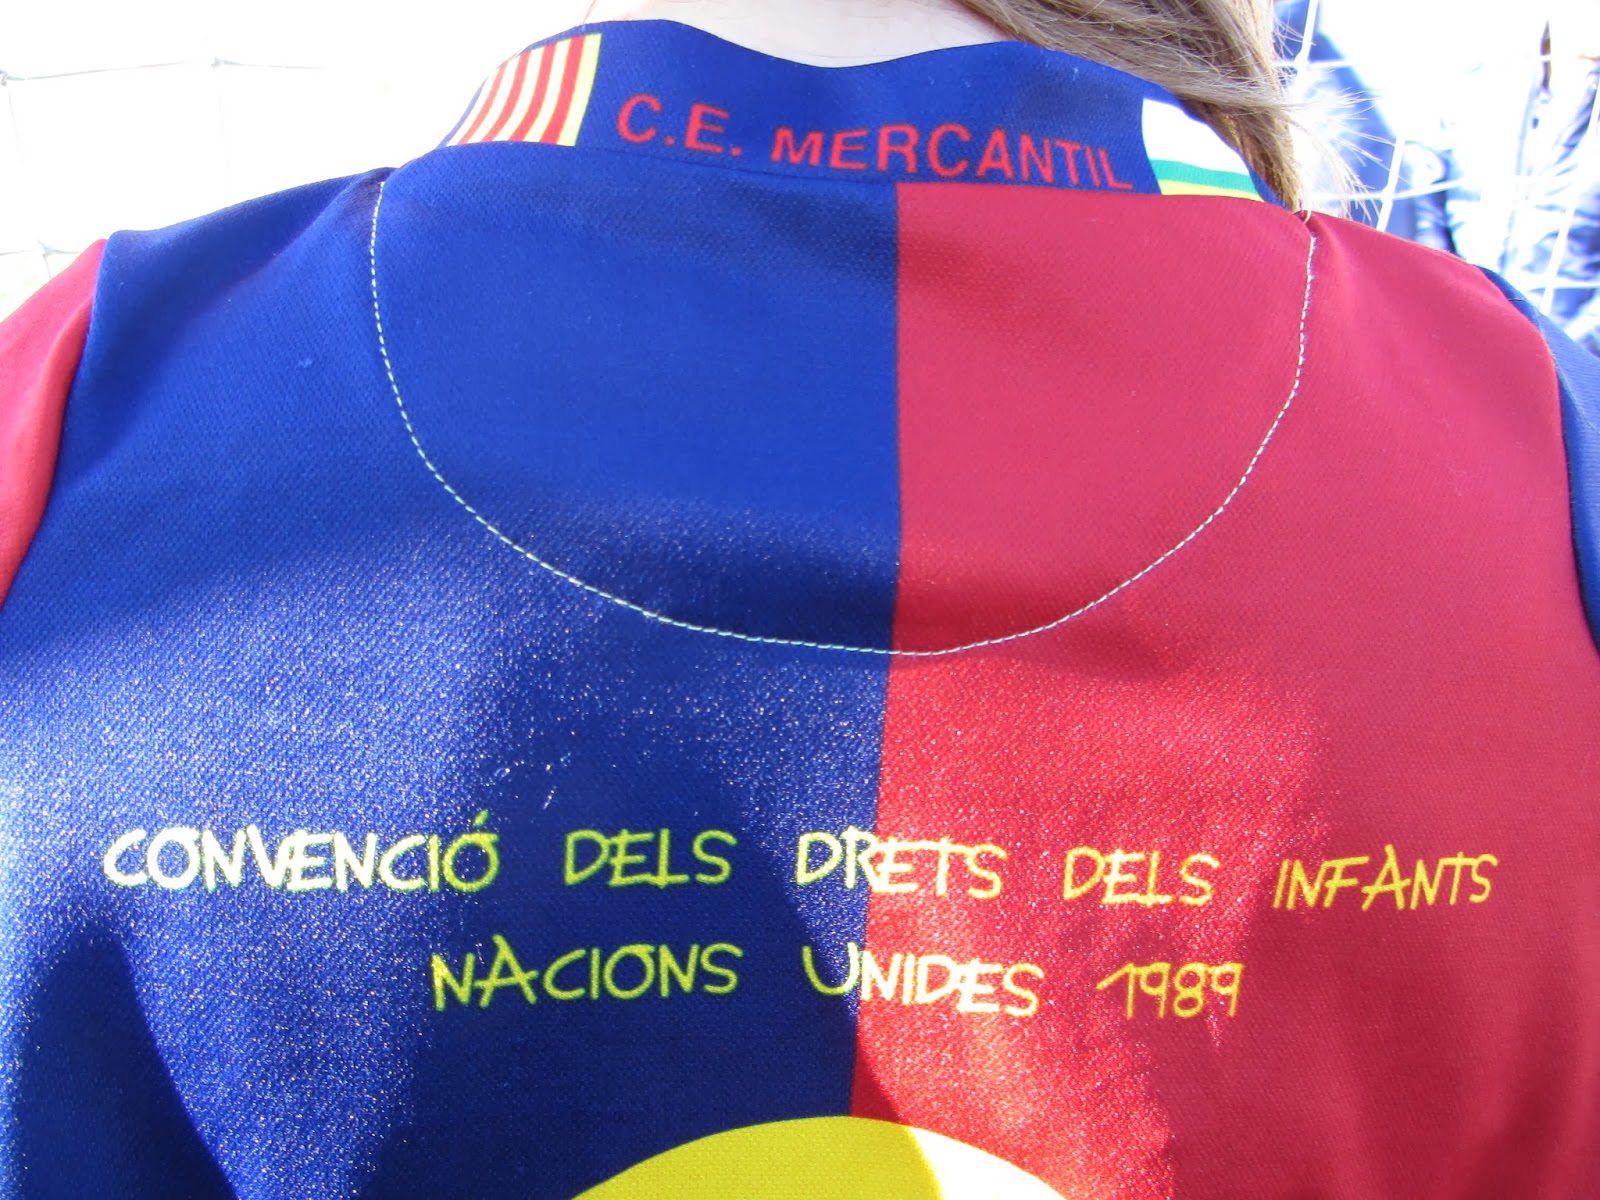 C.E. MERCANTIL
CONVENCIÓ DELS DRETS DELS INFANTS
NACIONS UNIDES 1989